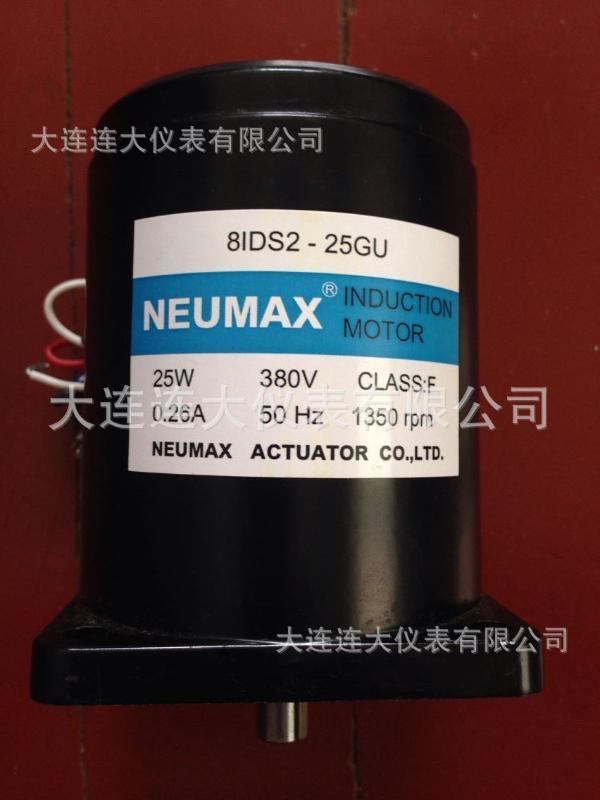 大连连大仪表有限公司
8IDS2 - 25GU
NEUMAX® INDUCTION
MOTOR
25W 380V CLASS:F
大连连大仪表有限公司
0.26A 50 Hz 1350 rpm
NEUMAX ACTUATOR CO.,LTD.
大连连大仪表有限公司